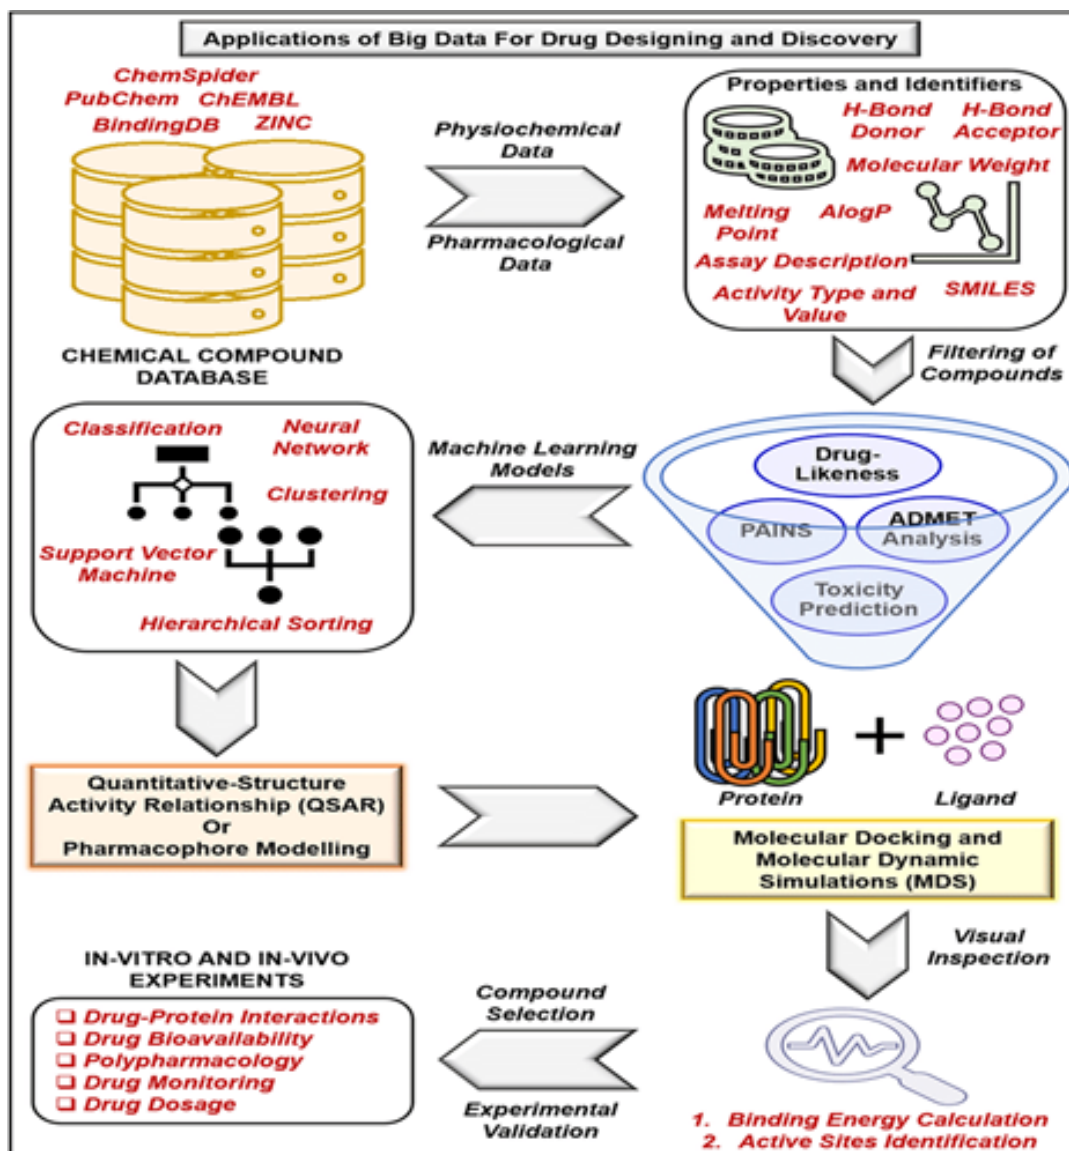 Applications of Big Data For Drug Designing and Discovery
ChemSpider
PubChem ChEMBL
BindingDB ZINC
CHEMICAL COMPOUND
DATABASE
Physiochemical
Data
Pharmacological
Data
Properties and Identifiers
H-Bond
Donor
H-Bond
Acceptor
Molecular Weight
Melting
Point
AlogP
Assay Description
Activity Type and
Value
SMILES
Filtering of
Compounds
Drug-
Likeness
PAINS
ADMET
Analysis
Toxicity
Prediction
Machine Learning
Models
Classification
Neural
Network
Clustering
Support Vector
Machine
Hierarchical Sorting
Quantitative-Structure
Activity Relationship (QSAR)
Or
Pharmacophore Modelling
Protein
Ligand
Molecular Docking and
Molecular Dynamic
Simulations (MDS)
Visual
Inspection
1. Binding Energy Calculation
2. Active Sites Identification
Compound
Selection
Experimental
Validation
IN-VITRO AND IN-VIVO
EXPERIMENTS
❑ Drug-Protein Interactions
❑ Drug Bioavailability
❑ Polypharmacology
❑ Drug Monitoring
❑ Drug Dosage